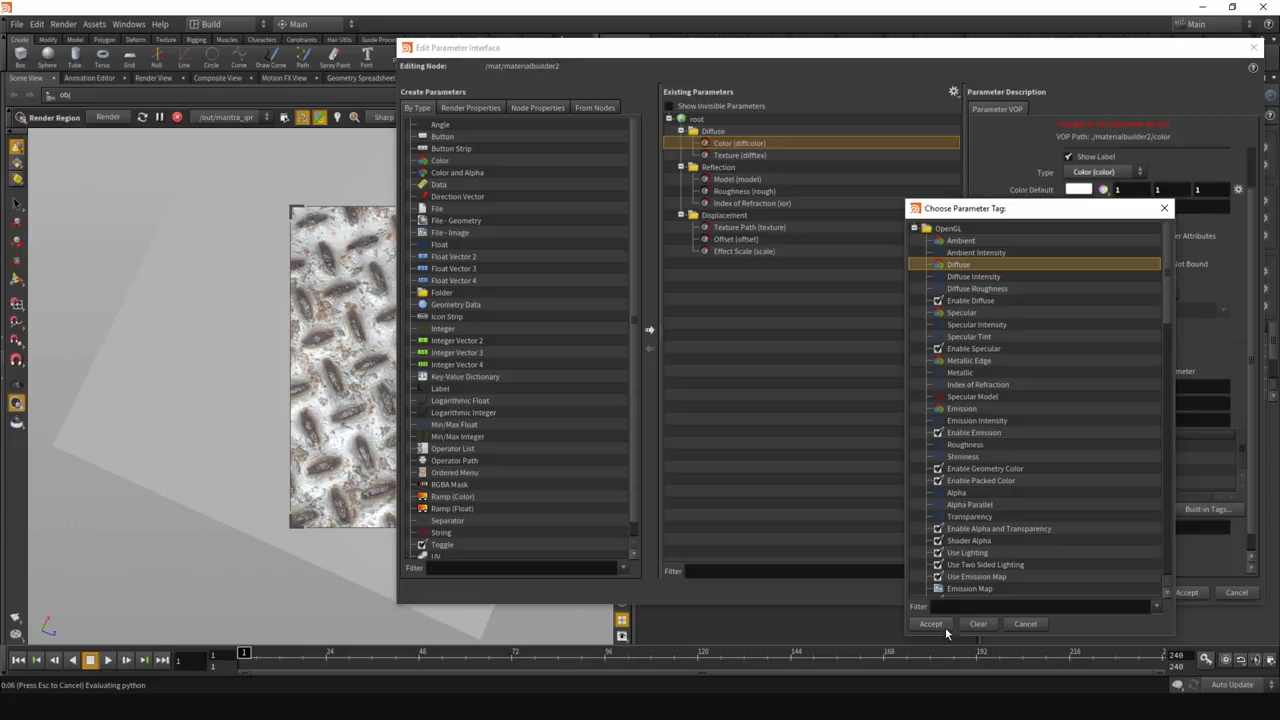 File Edit Render Assets Windows Help Build Main Main
Create Modify Model Polygon Deform Texture Rigging Muscles Characters Constraints Hair Utils
Box Sphere Tube Torus Grid Null Line Circle Curve Draw Curve Path Spray Paint Font
Scene View Animation Editor Render View Composite View Motion FX View Geometry Spreadsheet
obj
Render Region Render /out/mantra_vpr Sharp
Edit Parameter Interface
Editing Node: /mat/materialbuilder2
Create Parameters
By Type Render Properties Node Properties From Nodes
Angle
Button
Button Strip
Color
Color and Alpha
Data
Direction Vector
File
File - Geometry
File - Image
Float
Float Vector 2
Float Vector 3
Float Vector 4
Folder
Geometry Data
Icon Strip
Integer
Integer Vector 2
Integer Vector 3
Integer Vector 4
Key-Value Dictionary
Label
Logarithmic Float
Logarithmic Integer
Min/Max Float
Min/Max Integer
Operator List
Operator Path
Ordered Menu
RGBA Mask
Ramp (Color)
Ramp (Float)
Separator
String
Toggle
UV
Filter
Existing Parameters
Show Invisible Parameters
root
Diffuse
Color (diffcolor)
Texture (difftex)
Reflection
Model (model)
Roughness (rough)
Index of Refraction (ior)
Displacement
Texture Path (texture)
Offset (offset)
Effect Scale (scale)
Filter
Parameter Description
Parameter VOP
VOP Path: ./materialbuilder2/color
Show Label
Type Color (color)
Color Default 1 1 1
Choose Parameter Tag:
OpenGL
Ambient
Ambient Intensity
Diffuse
Diffuse Intensity
Diffuse Roughness
Enable Diffuse
Specular
Specular Intensity
Specular Tint
Enable Specular
Metallic Edge
Metallic
Index of Refraction
Specular Model
Emission
Emission Intensity
Enable Emission
Roughness
Shininess
Enable Geometry Color
Enable Packed Color
Alpha
Alpha Parallel
Transparency
Enable Alpha and Transparency
Shader Alpha
Use Lighting
Use Two Sided Lighting
Use Emission Map
Emission Map
Filter
Accept Clear Cancel
er Attributes
Not Bound
ameter
Built-in Tags...
Accept Cancel
1 1 1 1 24 48 72 96 120 144 168 192 216 240 240
0:06 (Press Esc to Cancel) Evaluating python
Auto Update